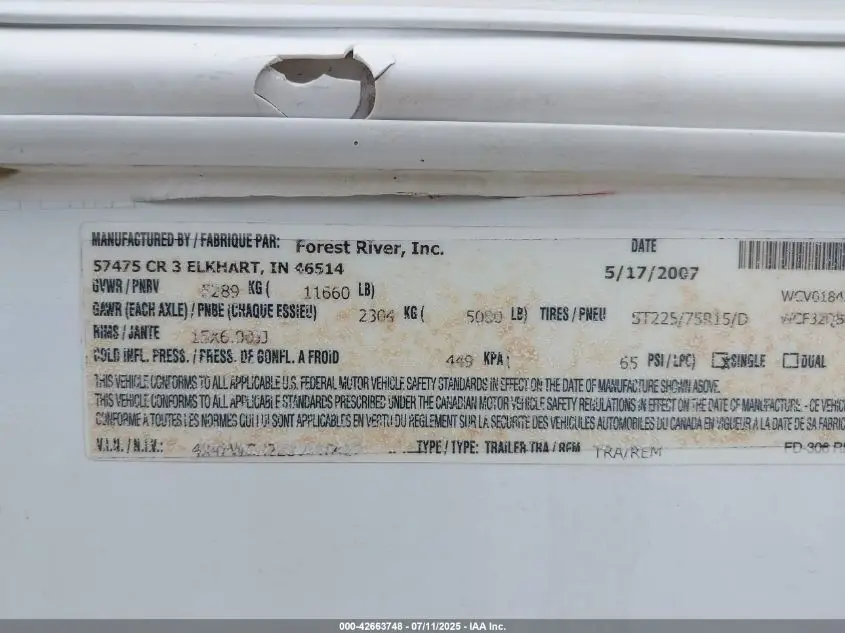 MANUFACTURED BY / FABRIQUE PAR: Forest River, Inc. DATE
57475 CR 3 ELKHART, IN 46514 5/17/2007
GVWR / PNBV 5289 KG ( 11660 LB) WCV0184
GAWR (EACH AXLE) / PNBE (CHAQUE ESSIEU) 2304 KG ( 5080 LB) TIRES / PNEU ST225/75R15/D
RIMS / JANTE 15X6.00JJ
COLD INFL. PRESS. / PRESS. DE GONFL. A FROID 449 KPA( 65 PSI/LPC) ☒SINGLE ☐DUAL
THIS VEHICLE CONFORMS TO ALL APPLICABLE U.S. FEDERAL MOTOR VEHICLE SAFETY STANDARDS IN EFFECT ON THE DATE OF MANUFACTURE SHOWN ABOVE.
THIS VEHICLE CONFORMS TO ALL APPLICABLE STANDARDS PRESCRIBED UNDER THE CANADIAN MOTOR VEHICLE SAFETY REGULATIONS IN EFFECT ON THE DATE OF MANUFACTURE. - CE VEHIC
CONFORME A TOUTES LES NORMES QUI LUI SONT APPLICABLES EN VERTU DU REGLEMENT SUR LA SECURITE DES VEHICULES AUTOMOBILES DU CANADA EN VIGUEUR A LA DATE DE SA FABRIC
V.I.N. / N.I.V.: TYPE / TYPE: TRAILER TRA / REM TRA/REM
000-42663748 - 07/11/2025 - IAA Inc.